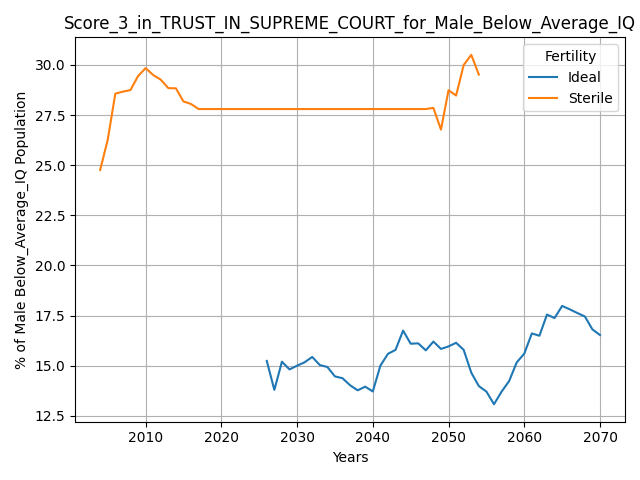 Score_3_in_TRUST_IN_SUPREME_COURT_for_Male_Below_Average_IQ
% of Male Below_Average_IQ Population
30.0
27.5
25.0
22.5
20.0
17.5
15.0
12.5
Fertility
Ideal
Sterile
2010 2020 2030 2040 2050 2060 2070
Years